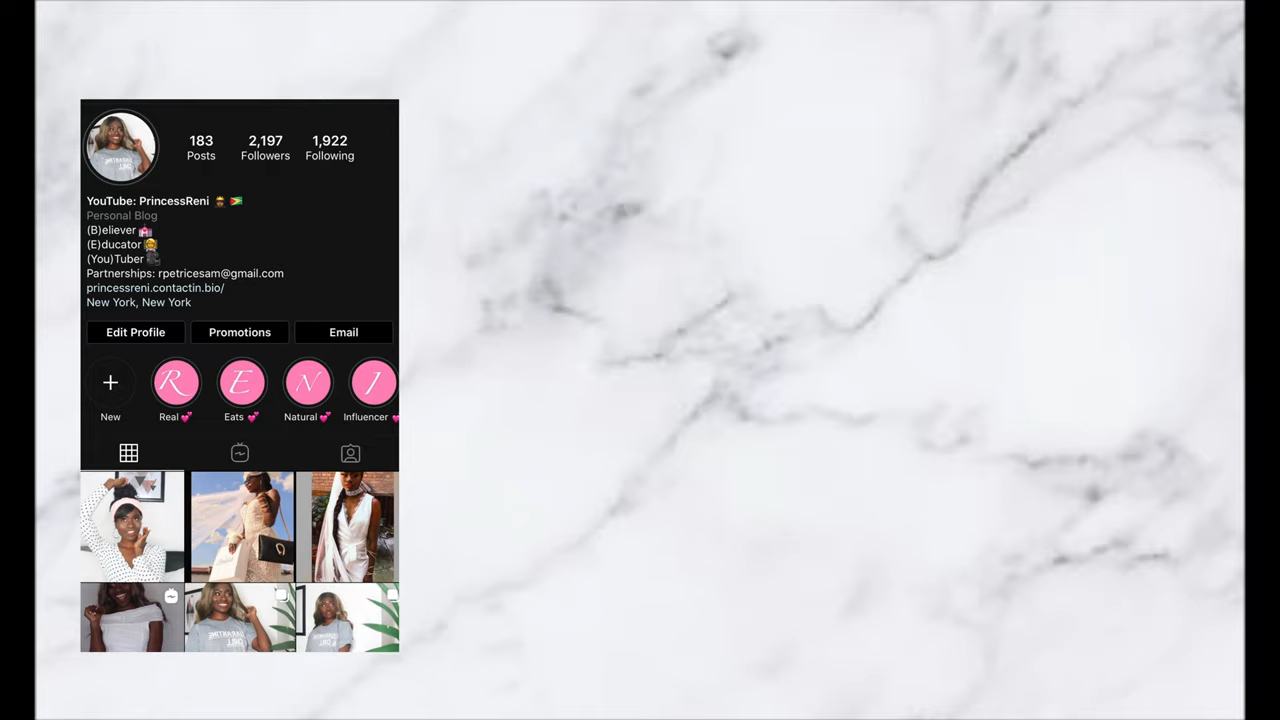 183
Posts
2,197
Followers
1,922
Following
YouTube: PrincessReni
Personal Blog
(B)eliever
(E)ducator
(You)Tuber
Partnerships: rpetricesam@gmail.com
princessreni.contactin.bio/
New York, New York
Edit Profile
Promotions
Email
R
E
N
I
New
Real
Eats
Natural
Influencer